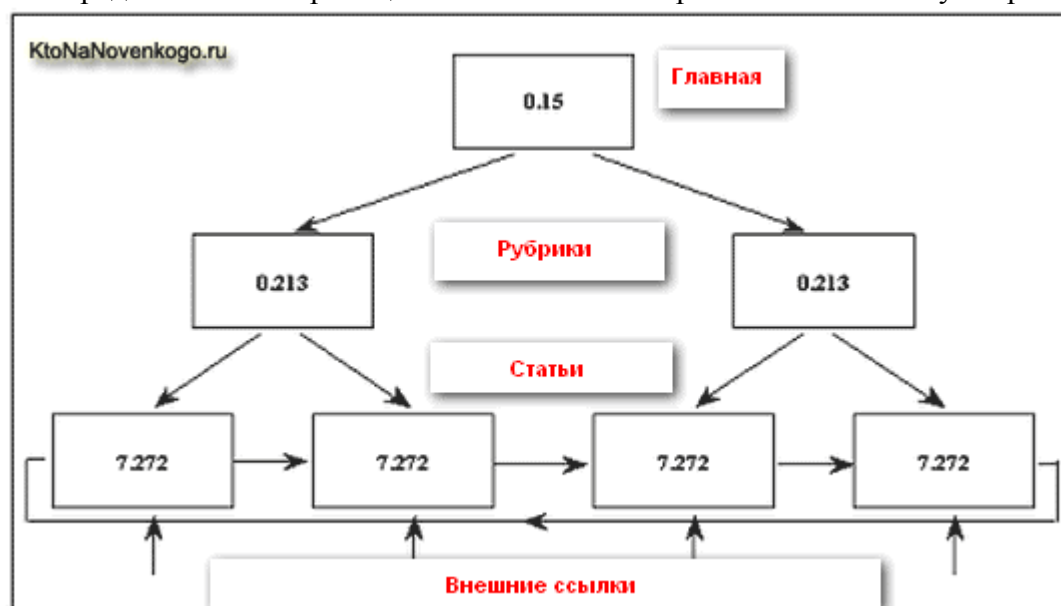 KtoNaNovenkogo.ru
0.15
Главная
0.213
Рубрики
0.213
Статьи
7.272
7.272
7.272
7.272
Внешние ссылки